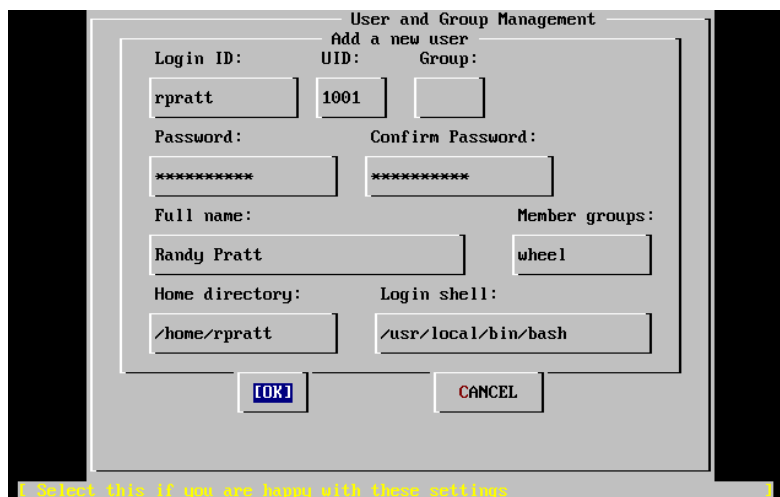 User and Group Management
Add a new user
Login ID: UID: Group:
rpratt 1001
Password: Confirm Password:
********** **********
Full name: Member groups:
Randy Pratt wheel
Home directory: Login shell:
/home/rpratt /usr/local/bin/bash
[OK] CANCEL
[ Select this if you are happy with these settings ]